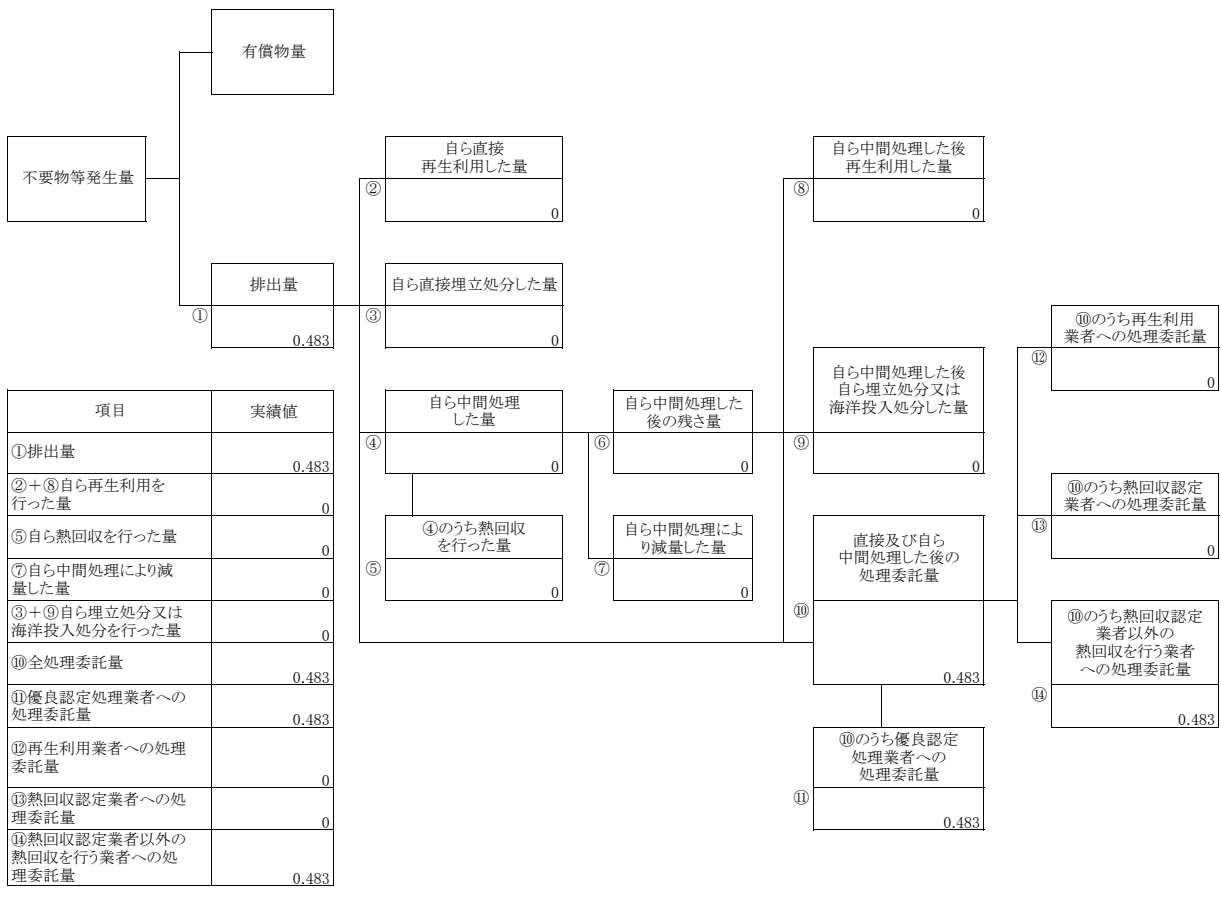 有償物量
不要物等発生量
自ら直接
再生利用した量
②
0
自ら中間処理した後
再生利用した量
⑧
0
排出量
①
0.483
自ら直接埋立処分した量
③
0
⑩のうち再生利用
業者への処理委託量
⑫
0
自ら中間処理
した量
④
0
自ら中間処理した
後の残さ量
⑥
0
自ら中間処理した後
自ら埋立処分又は
海洋投入処分した量
⑨
0
⑩のうち熱回収認定
業者への処理委託量
⑬
0
④のうち熱回収
を行った量
⑤
0
自ら中間処理によ
り減量した量
⑦
0
直接及び自ら
中間処理した後の
処理委託量
⑩
0.483
⑩のうち熱回収認定
業者以外の
熱回収を行う業者
への処理委託量
⑭
0.483
⑩のうち優良認定
処理業者への
処理委託量
⑪
0.483
項目 実績値
①排出量
0.483
②+⑧自ら再生利用を
行った量
0
⑤自ら熱回収を行った量
0
⑦自ら中間処理により減
量した量
0
③+⑨自ら埋立処分又は
海洋投入処分を行った量
0
⑩全処理委託量
0.483
⑪優良認定処理業者への
処理委託量
0.483
⑫再生利用業者への処理
委託量
0
⑬熱回収認定業者への処
理委託量
0
⑭熱回収認定業者以外の
熱回収を行う業者への処
理委託量
0.483